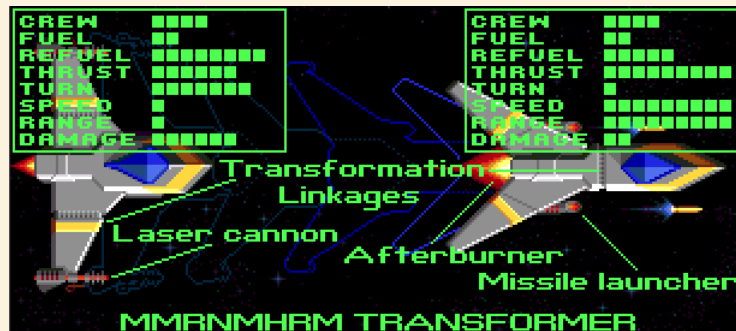 CREW
FUEL
REFUEL
THRUST
TURN
SPEED
RANGE
DAMAGE
CREW
FUEL
REFUEL
THRUST
TURN
SPEED
RANGE
DAMAGE
Transformation
Linkages
Laser cannon
Afterburner
Missile launcher
MMRNMHRM TRANSFORMER